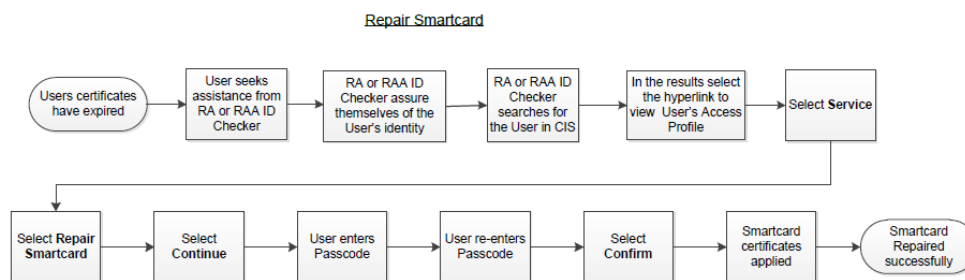 Repair Smartcard
Users certificates
have expired
User seeks
assistance from
RA or RAA ID
Checker
RA or RAA ID
Checker assure
themselves of the
User's identity
RA or RAA ID
Checker
searches for
the User in CIS
In the results select
the hyperlink to
view User's Access
Profile
Select Service
Select Repair
Smartcard
Select
Continue
User enters
Passcode
User re-enters
Passcode
Select
Confirm
Smartcard
certificates
applied
Smartcard
Repaired
successfully